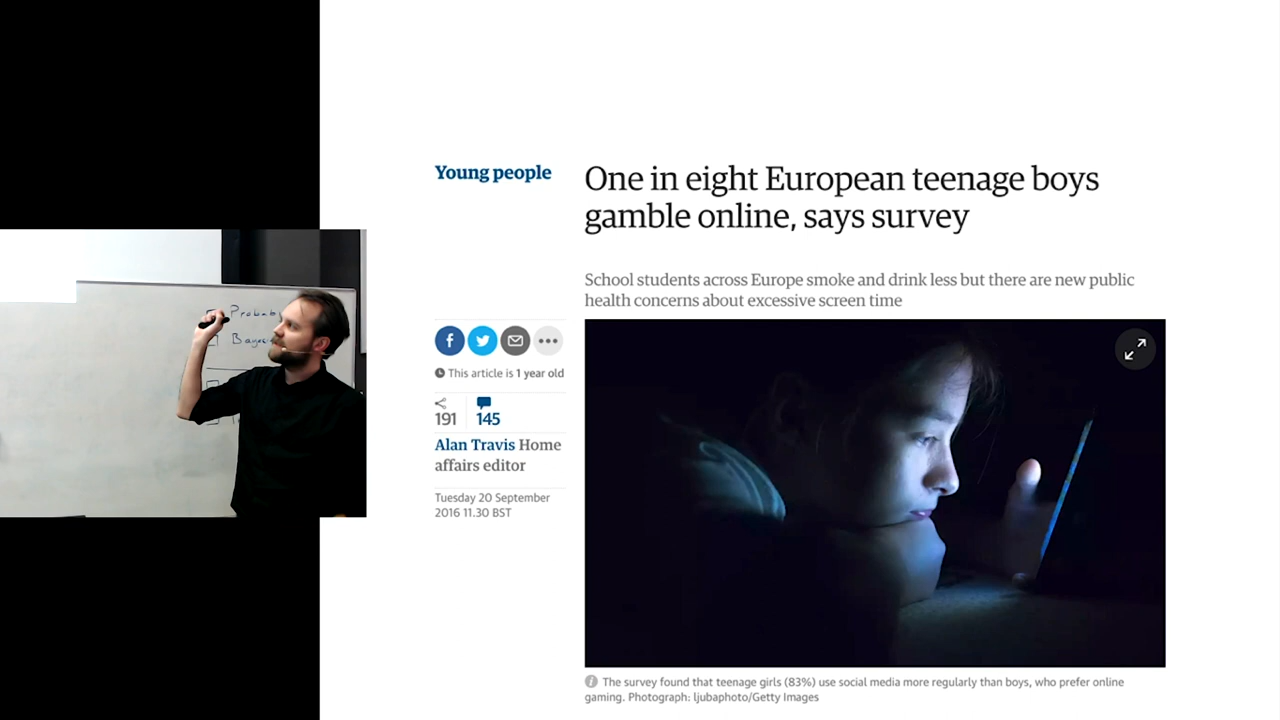 Young people
One in eight European teenage boys
gamble online, says survey
School students across Europe smoke and drink less but there are new public
health concerns about excessive screen time
This article is 1 year old
191 145
Alan Travis Home
affairs editor
Tuesday 20 September
2016 11.30 BST
The survey found that teenage girls (83%) use social media more regularly than boys, who prefer online
gaming. Photograph: ljubaphoto/Getty Images